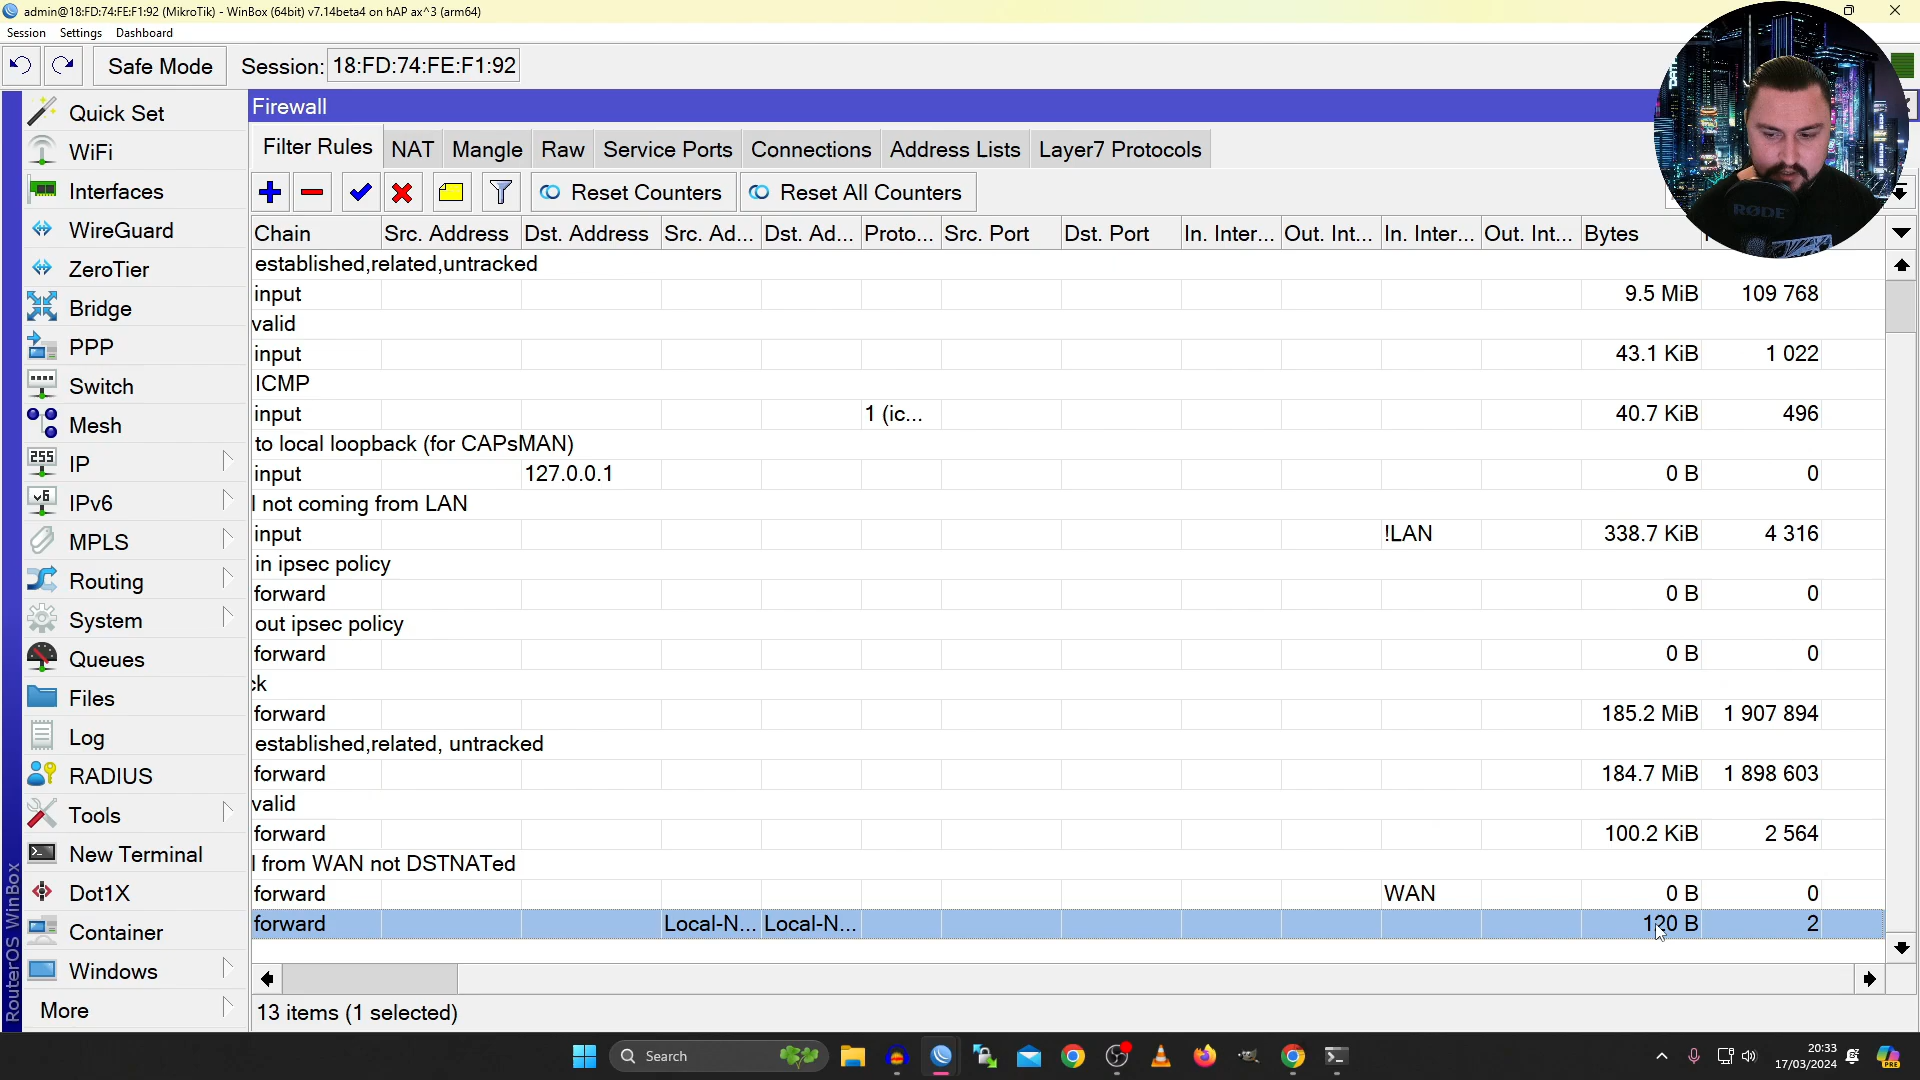 admin@18:FD:74:FE:F1:92 (MikroTik) - WinBox (64bit) v7.14beta4 on hAP ax^3 (arm64)
Session Settings Dashboard
Safe Mode Session: 18:FD:74:FE:F1:92
Quick Set
WiFi
Interfaces
WireGuard
ZeroTier
Bridge
PPP
Switch
Mesh
IP
IPv6
MPLS
Routing
System
Queues
Files
Log
RADIUS
Tools
New Terminal
Dot1X
Container
Windows
More
RouterOS WinBox
Firewall
Filter Rules NAT Mangle Raw Service Ports Connections Address Lists Layer7 Protocols
Reset Counters Reset All Counters
Chain Src. Address Dst. Address Src. Ad... Dst. Ad... Proto... Src. Port Dst. Port In. Inter... Out. Int... In. Inter... Out. Int... Bytes
established,related,untracked
input 9.5 MiB 109 768
valid
input 43.1 KiB 1 022
ICMP
input 1 (ic... 40.7 KiB 496
to local loopback (for CAPsMAN)
input 127.0.0.1 0 B 0
l not coming from LAN
input !LAN 338.7 KiB 4 316
in ipsec policy
forward 0 B 0
out ipsec policy
forward 0 B 0
ck
forward 185.2 MiB 1 907 894
established,related, untracked
forward 184.7 MiB 1 898 603
valid
forward 100.2 KiB 2 564
l from WAN not DSTNATed
forward WAN 0 B 0
forward Local-N... Local-N... 120 B 2
13 items (1 selected)
RØDE
Search
20:33
17/03/2024